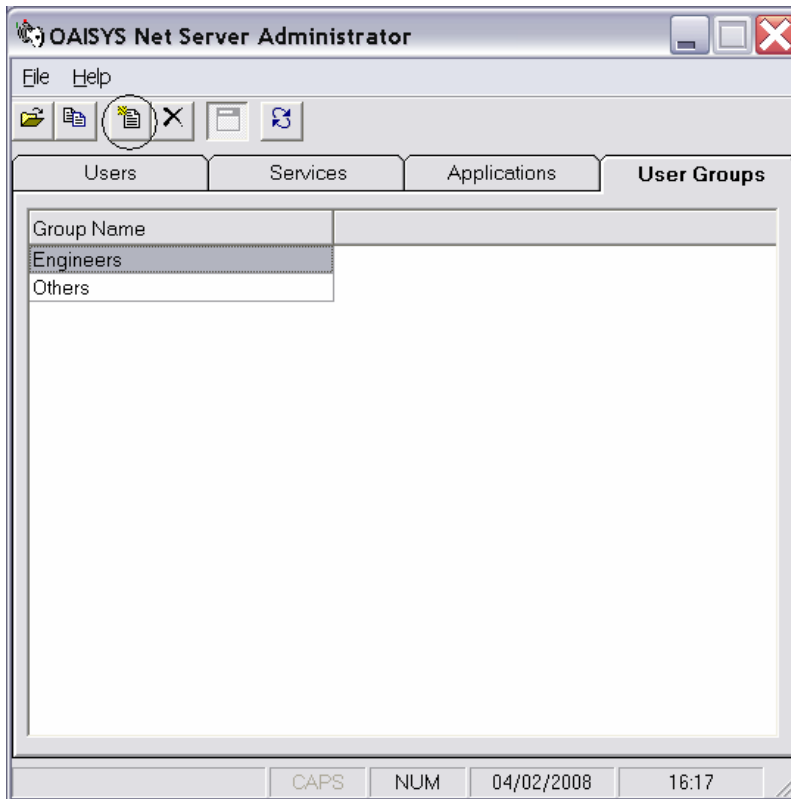 OAISYS Net Server Administrator
File Help
Users Services Applications User Groups
Group Name
Engineers
Others
CAPS NUM 04/02/2008 16:17